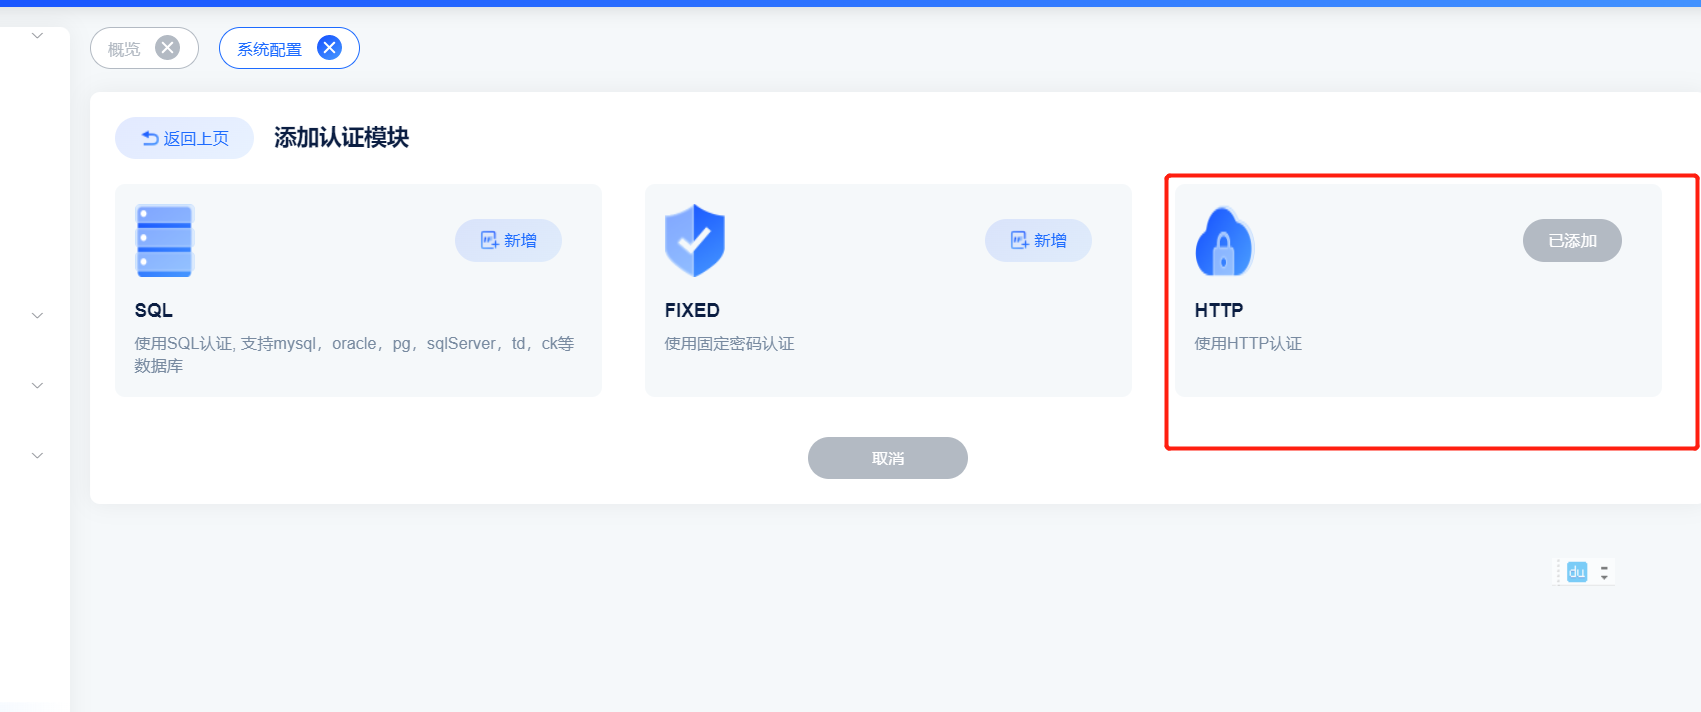 概览
系统配置
返回上页
添加认证模块
新增
新增
已添加
SQL
使用SQL认证, 支持mysql，oracle，pg，sqlServer，td，ck等
数据库
FIXED
使用固定密码认证
HTTP
使用HTTP认证
取消
du